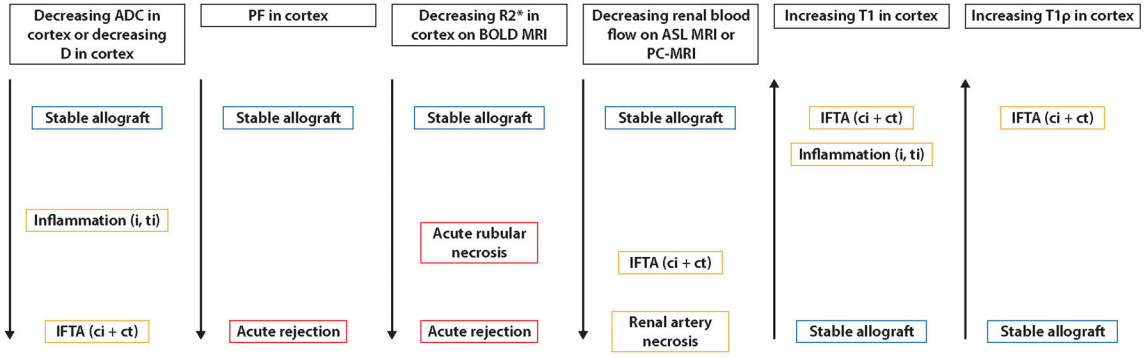 Decreasing ADC in
cortex or decreasing
D in cortex
PF in cortex
Decreasing R2* in
cortex on BOLD MRI
Decreasing renal blood
flow on ASL MRI or
PC-MRI
Increasing T1 in cortex
Increasing T1ρ in cortex
Stable allograft
Inflammation (i, ti)
IFTA (ci + ct)
Stable allograft
Acute rejection
Stable allograft
Acute rubular
necrosis
Acute rejection
Stable allograft
IFTA (ci + ct)
Renal artery
necrosis
IFTA (ci + ct)
Inflammation (i, ti)
Stable allograft
IFTA (ci + ct)
Stable allograft